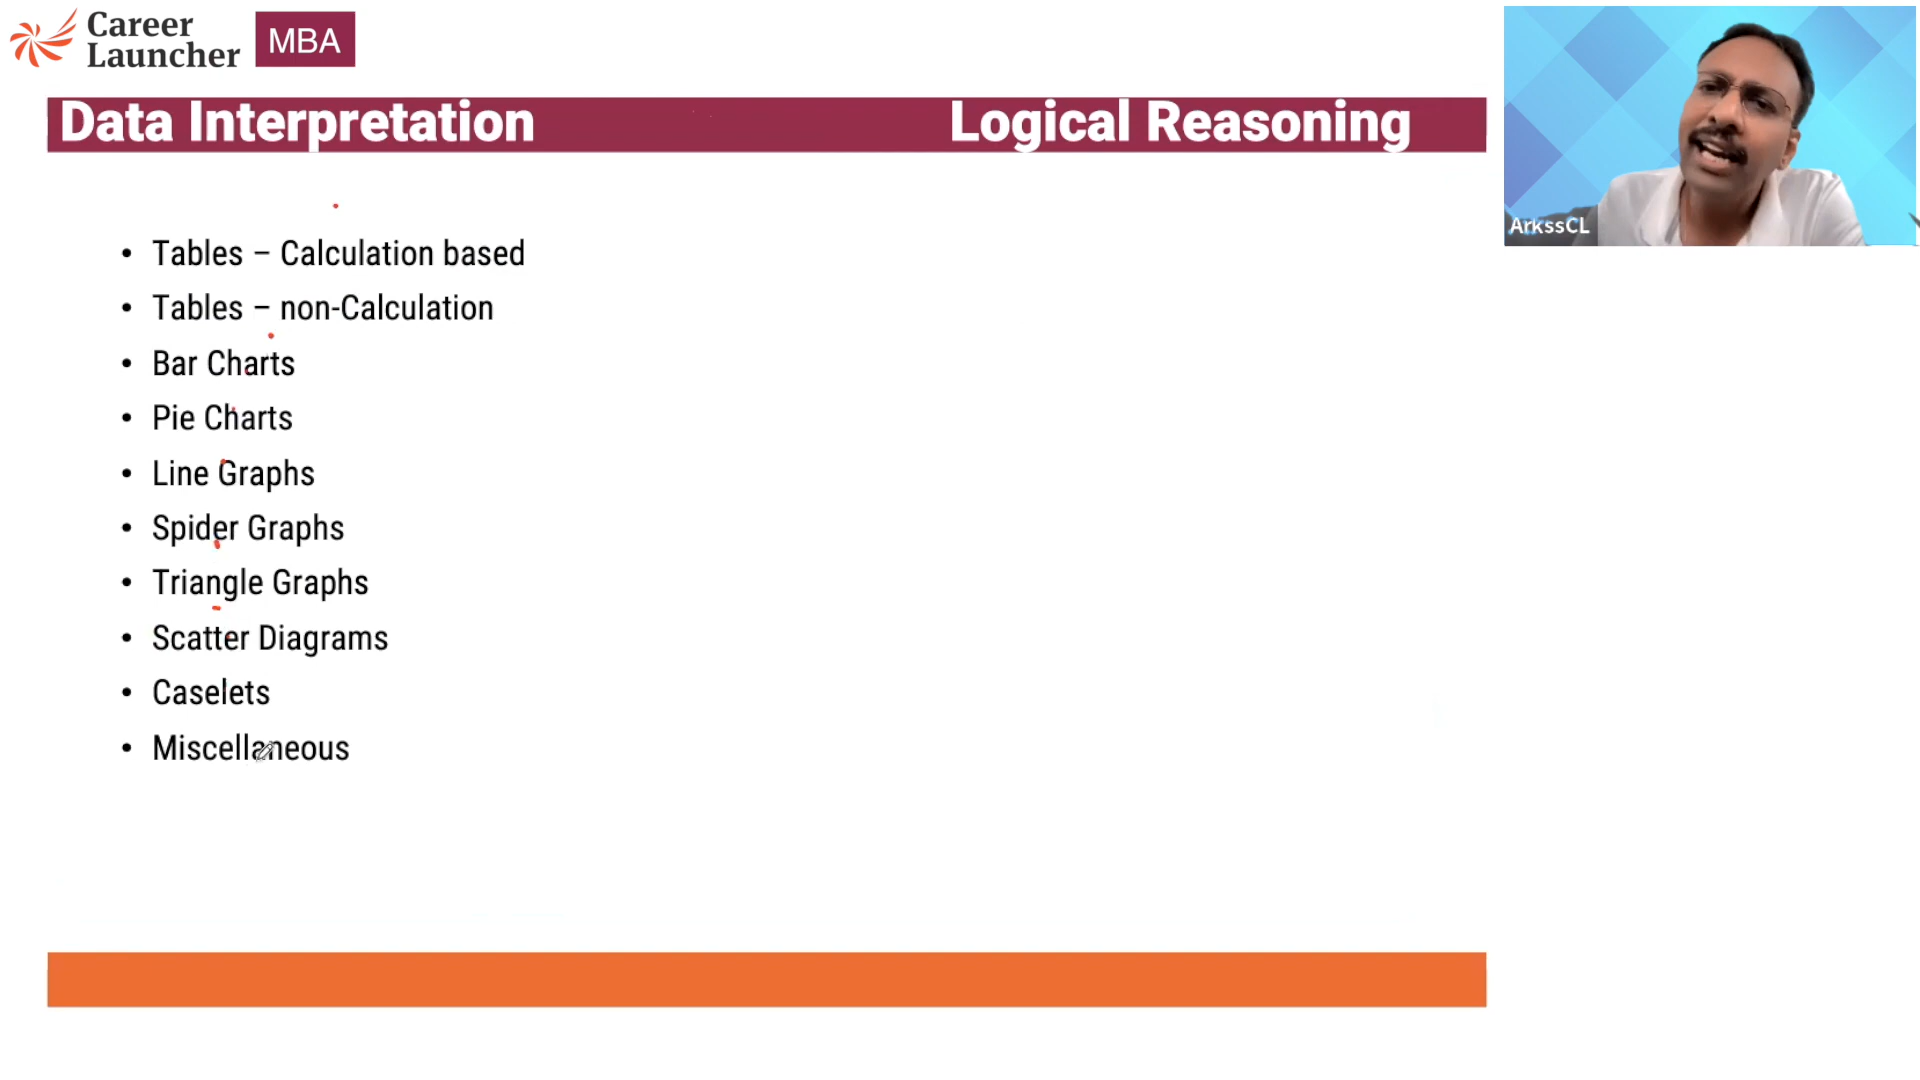 Career
Launcher
MBA
Data Interpretation
Logical Reasoning
ArkssCL
• Tables – Calculation based
• Tables – non-Calculation
• Bar Charts
• Pie Charts
• Line Graphs
• Spider Graphs
• Triangle Graphs
• Scatter Diagrams
• Caselets
• Miscellaneous